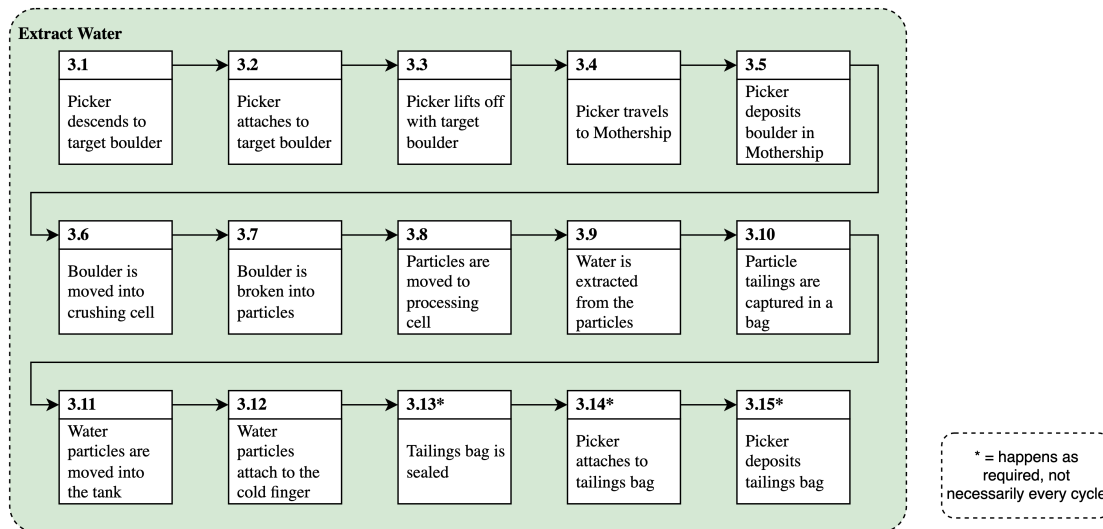 Extract Water
3.1
Picker
descends to
target boulder
3.2
Picker
attaches to
target boulder
3.3
Picker lifts off
with target
boulder
3.4
Picker travels
to Mothership
3.5
Picker
deposits
boulder in
Mothership
3.6
Boulder is
moved into
crushing cell
3.7
Boulder is
broken into
particles
3.8
Particles are
moved to
processing
cell
3.9
Water is
extracted
from the
particles
3.10
Particle
tailings are
captured in a
bag
3.11
Water
particles are
moved into
the tank
3.12
Water
particles
attach to the
cold finger
3.13*
Tailings bag is
sealed
3.14*
Picker
attaches to
tailings bag
3.15*
Picker
deposits
tailings bag
* = happens as
required, not
necessarily every cycle